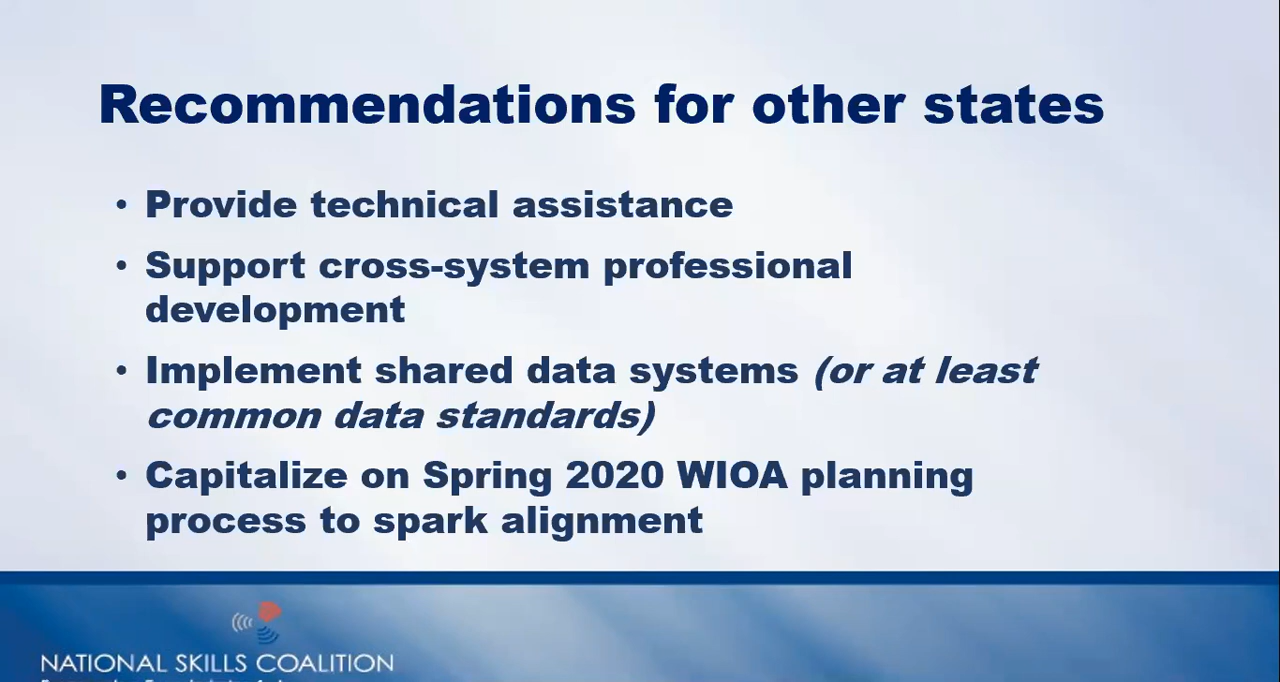 Recommendations for other states
• Provide technical assistance
• Support cross-system professional
development
• Implement shared data systems (or at least
common data standards)
• Capitalize on Spring 2020 WIOA planning
process to spark alignment
NATIONAL SKILLS COALITION